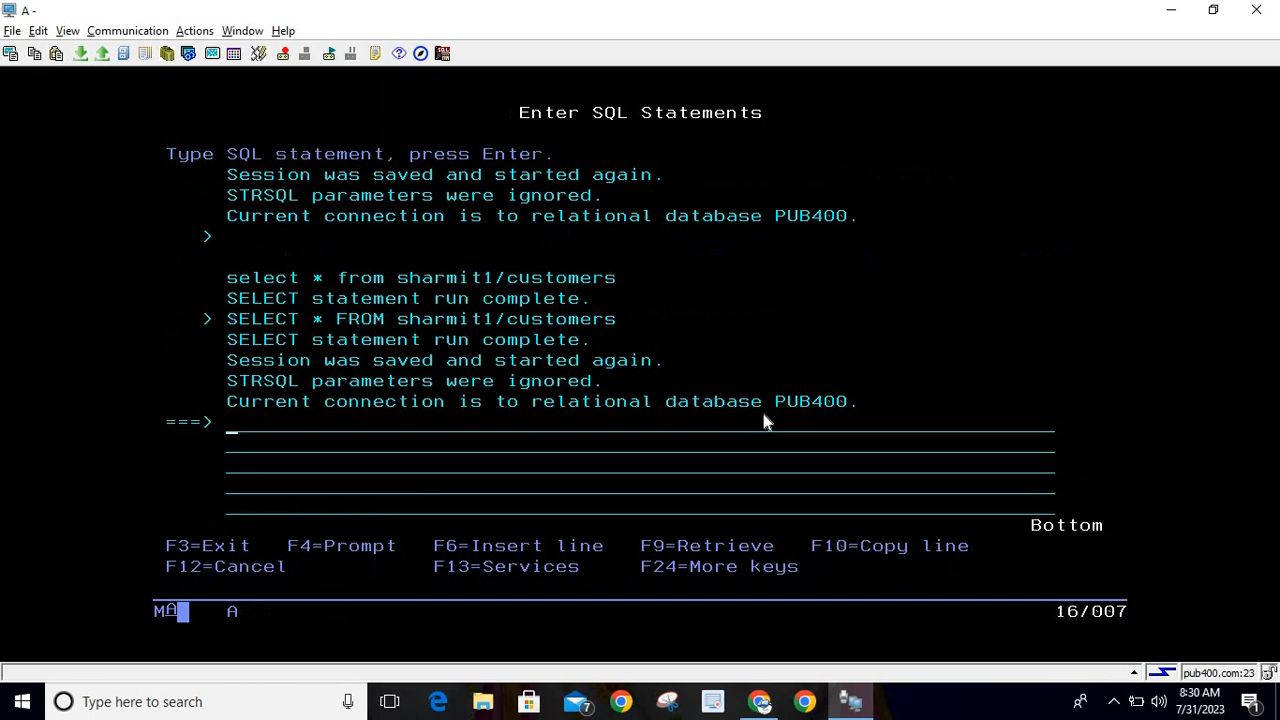 A -
File Edit View Communication Actions Window Help
Enter SQL Statements
Type SQL statement, press Enter.
Session was saved and started again.
STRSQL parameters were ignored.
Current connection is to relational database PUB400.
>
select * from sharmit1/customers
SELECT statement run complete.
> SELECT * FROM sharmit1/customers
SELECT statement run complete.
Session was saved and started again.
STRSQL parameters were ignored.
Current connection is to relational database PUB400.
===>
Bottom
F3=Exit F4=Prompt F6=Insert line F9=Retrieve F10=Copy line
F12=Cancel F13=Services F24=More keys
MA A 16/007
pub400.com:23
Type here to search
7
8:30 AM
7/31/2023
1